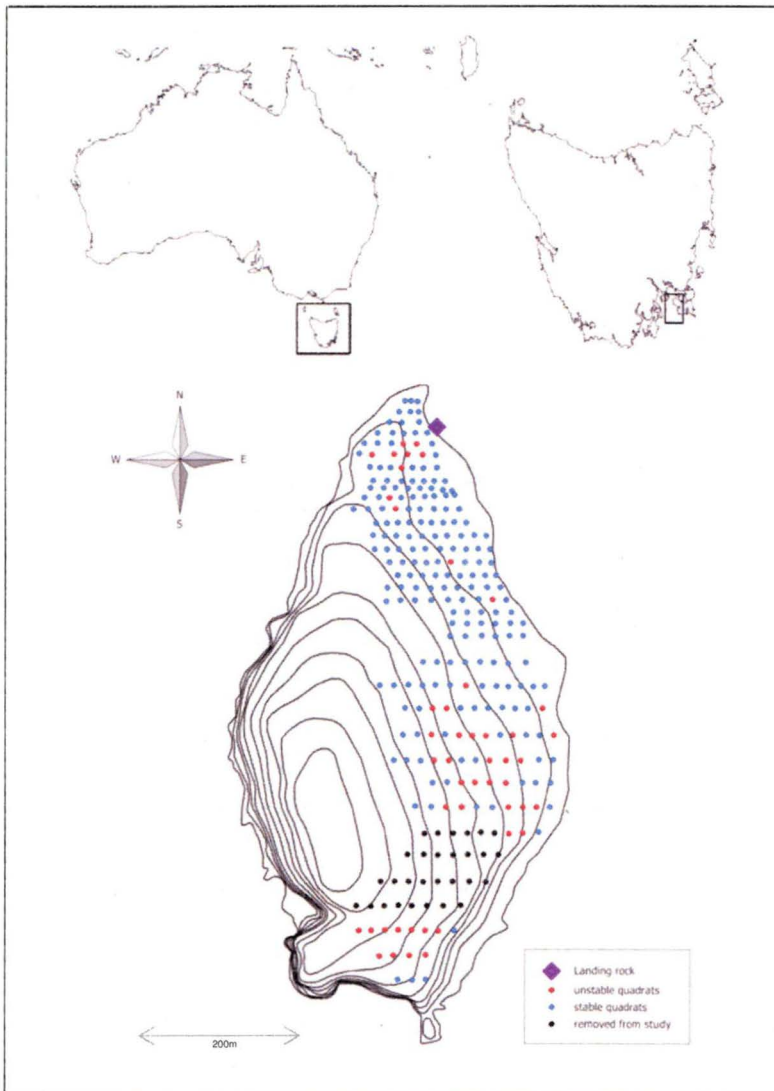 N
W E
S
Landing rock
unstable quadrats
stable quadrats
removed from study
200m